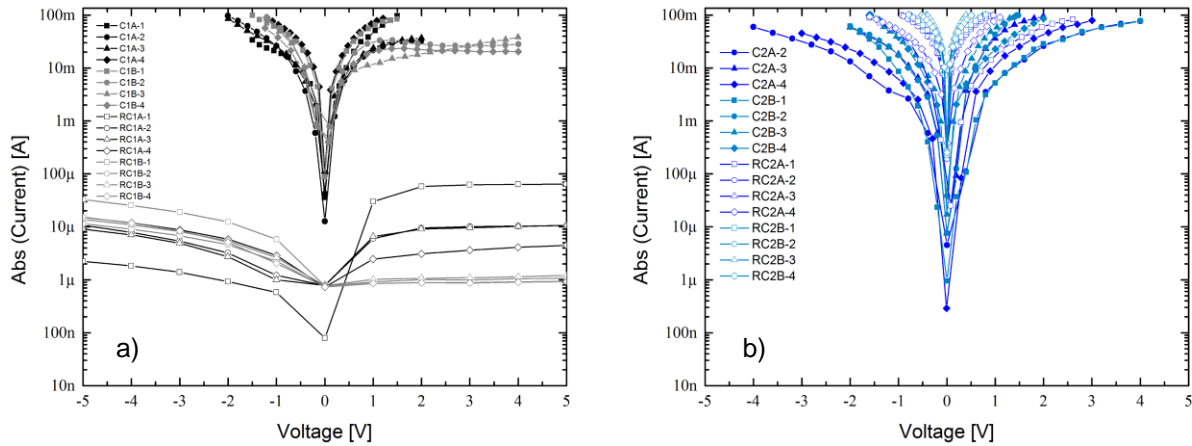 100m
10m
1m
100μ
10μ
1μ
100n
10n
Abs (Current) [A]
C1A-1
C1A-2
C1A-3
C1A-4
C1B-1
C1B-2
C1B-3
C1B-4
RC1A-1
RC1A-2
RC1A-3
RC1A-4
RC1B-1
RC1B-2
RC1B-3
RC1B-4
a)
-5 -4 -3 -2 -1 0 1 2 3 4 5
Voltage [V]
100m
10m
1m
100μ
10μ
1μ
100n
10n
Abs (Current) [A]
C2A-2
C2A-3
C2A-4
C2B-1
C2B-2
C2B-3
C2B-4
RC2A-1
RC2A-2
RC2A-3
RC2A-4
RC2B-1
RC2B-2
RC2B-3
RC2B-4
b)
-5 -4 -3 -2 -1 0 1 2 3 4 5
Voltage [V]